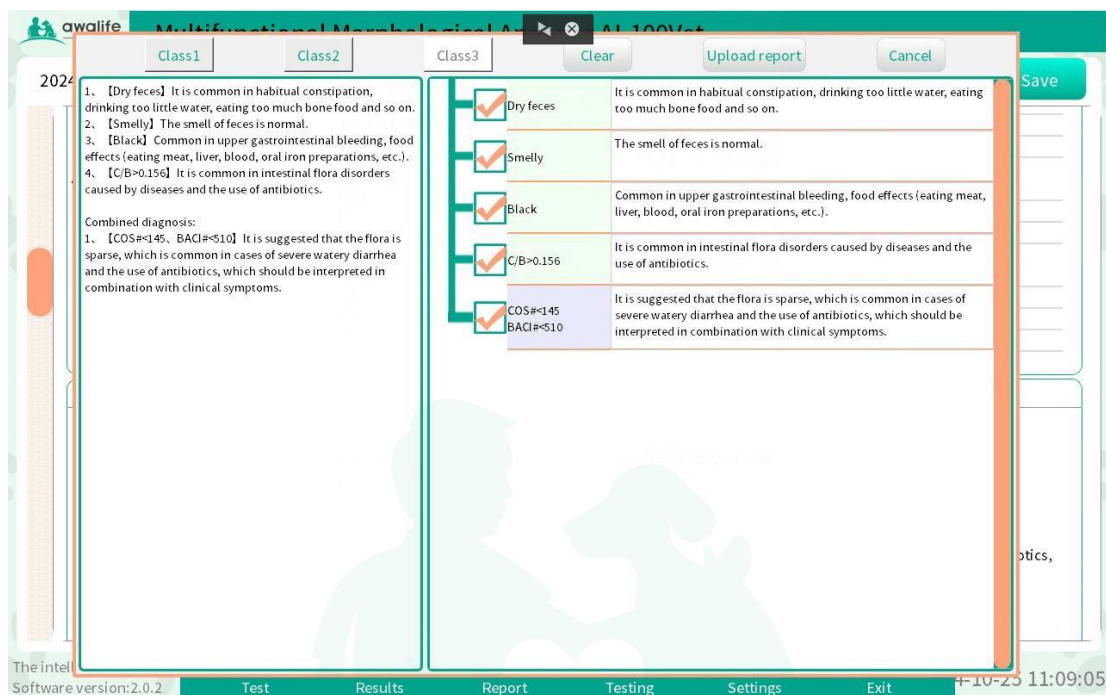 awalife
Class1
Class2
Class3
Clear
Upload report
Cancel
2024
Save
1、【Dry feces】It is common in habitual constipation,
drinking too little water, eating too much bone food and so on.
2、【Smelly】The smell of feces is normal.
3、【Black】Common in upper gastrointestinal bleeding, food
effects (eating meat, liver, blood, oral iron preparations, etc.).
4、【C/B>0.156】It is common in intestinal flora disorders
caused by diseases and the use of antibiotics.
Combined diagnosis:
1、【COS#<145、BACI#<510】It is suggested that the flora is
sparse, which is common in cases of severe watery diarrhea
and the use of antibiotics, which should be interpreted in
combination with clinical symptoms.
Dry feces
It is common in habitual constipation, drinking too little water, eating
too much bone food and so on.
Smelly
The smell of feces is normal.
Black
Common in upper gastrointestinal bleeding, food effects (eating meat,
liver, blood, oral iron preparations, etc.).
C/B>0.156
It is common in intestinal flora disorders caused by diseases and the
use of antibiotics.
COS#<145
BACI#<510
It is suggested that the flora is sparse, which is common in cases of
severe watery diarrhea and the use of antibiotics, which should be
interpreted in combination with clinical symptoms.
The intell
Software version:2.0.2
Test
Results
Report
Testing
Settings
Exit
-10-25 11:09:05